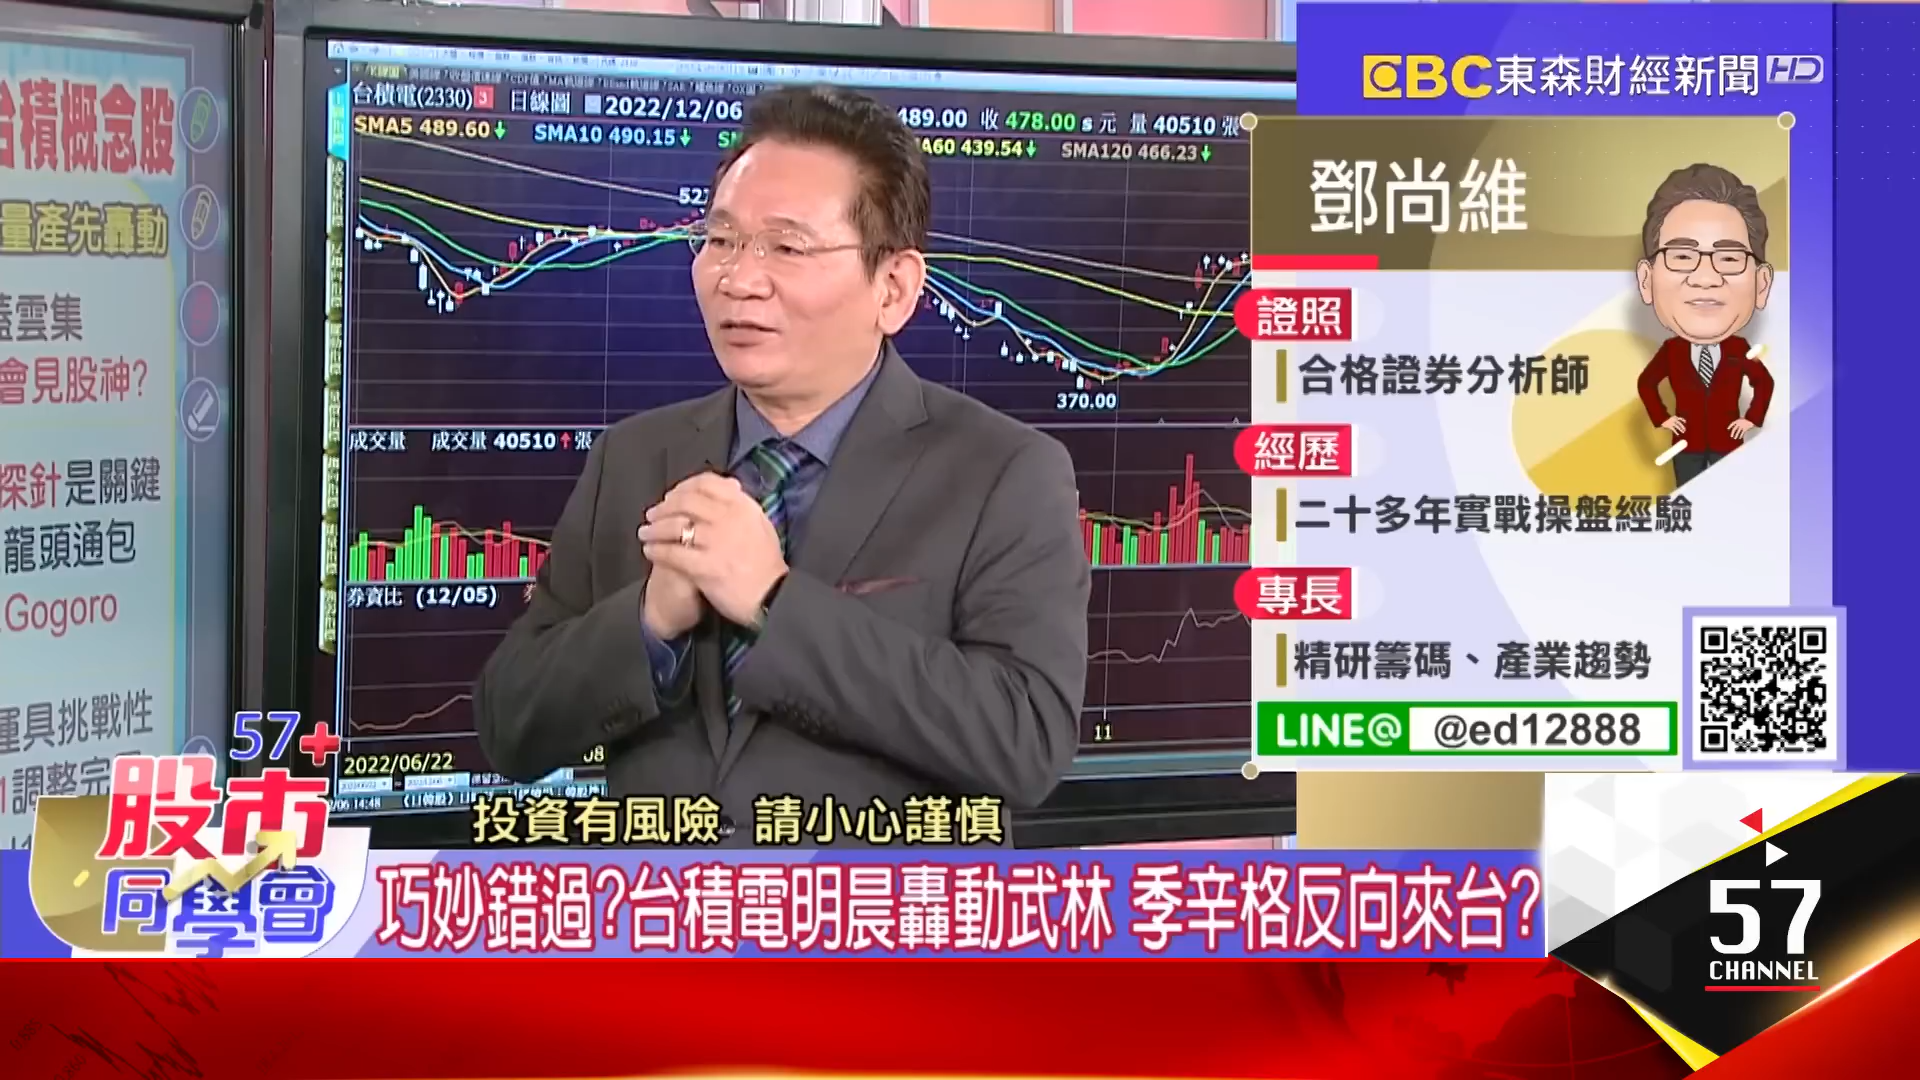 台積概念股
量產先轟動
蓋雲集
會見股神?
探針是關鍵
龍頭通包
Gogoro
運具挑戰性
調整完
台積電(2330) 3 日線圖 2022/12/06
489.00 收 478.00 s 元 量 40510 張
SMA5 489.60↓ SMA10 490.15↓
A60 439.54↓ SMA120 466.23↓
370.00
成交量 成交量 40510↑張
券資比 (12/05)
11
2022/06/22
08
EBC東森財經新聞HD
鄧尚維
證照
合格證券分析師
經歷
二十多年實戰操盤經驗
專長
精研籌碼、產業趨勢
LINE@ @ed12888
57+
股市
同學會
投資有風險 請小心謹慎
巧妙錯過?台積電明晨轟動武林 季辛格反向來台?
57
CHANNEL